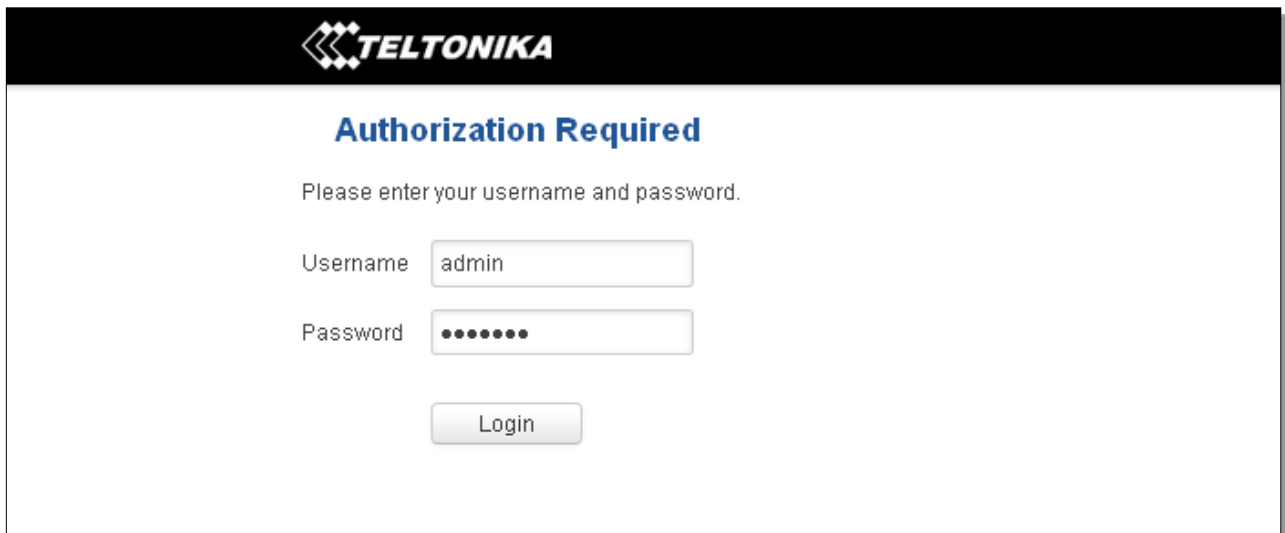 TELTONIKA
Authorization Required
Please enter your username and password.
Username admin
Password •••••••
Login